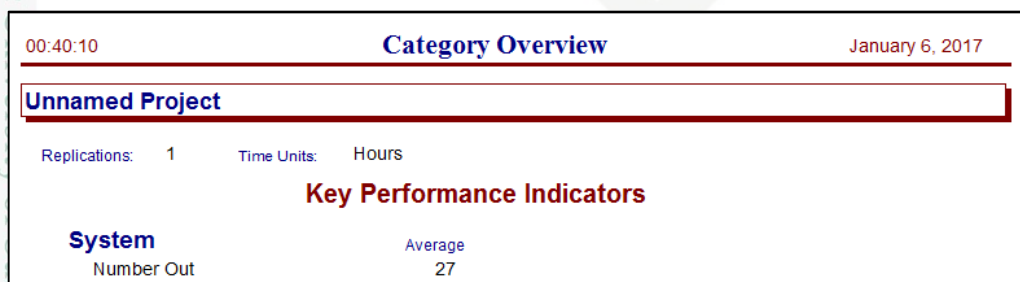 00:40:10 Category Overview January 6, 2017
Unnamed Project
Replications: 1 Time Units: Hours
Key Performance Indicators
System Average
Number Out 27